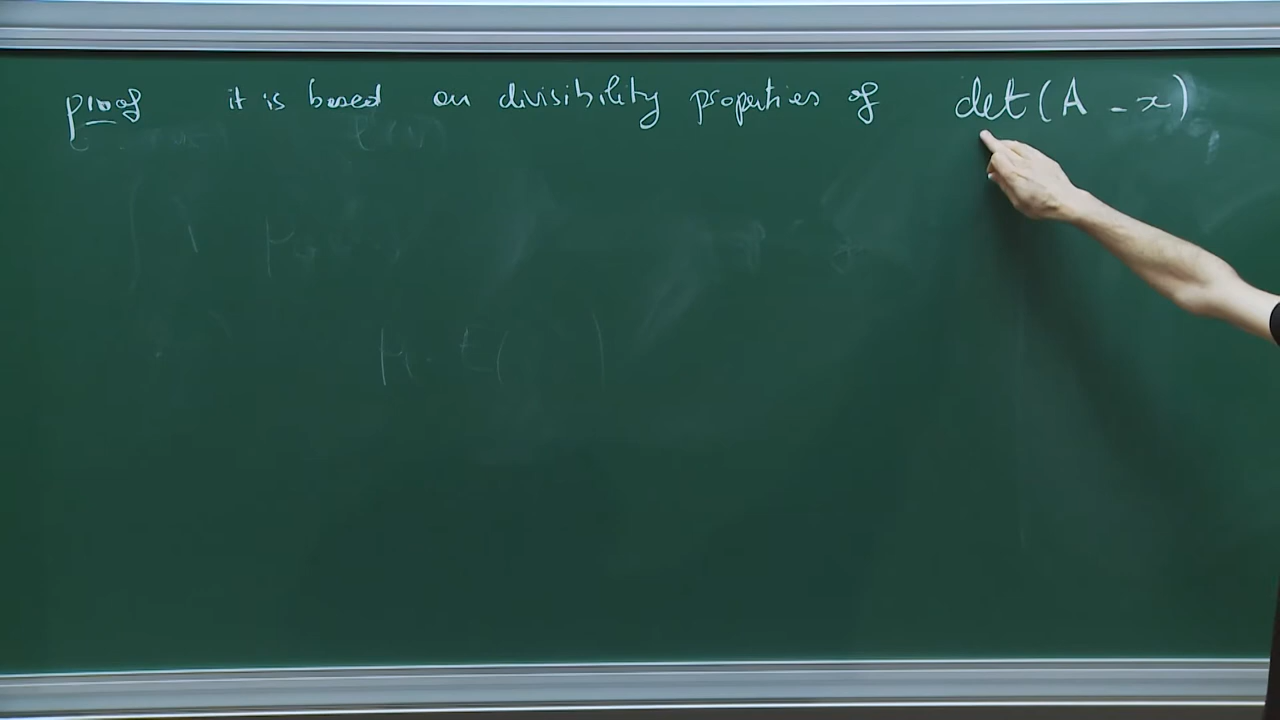 proof it is based on divisibility properties of det(A - x)